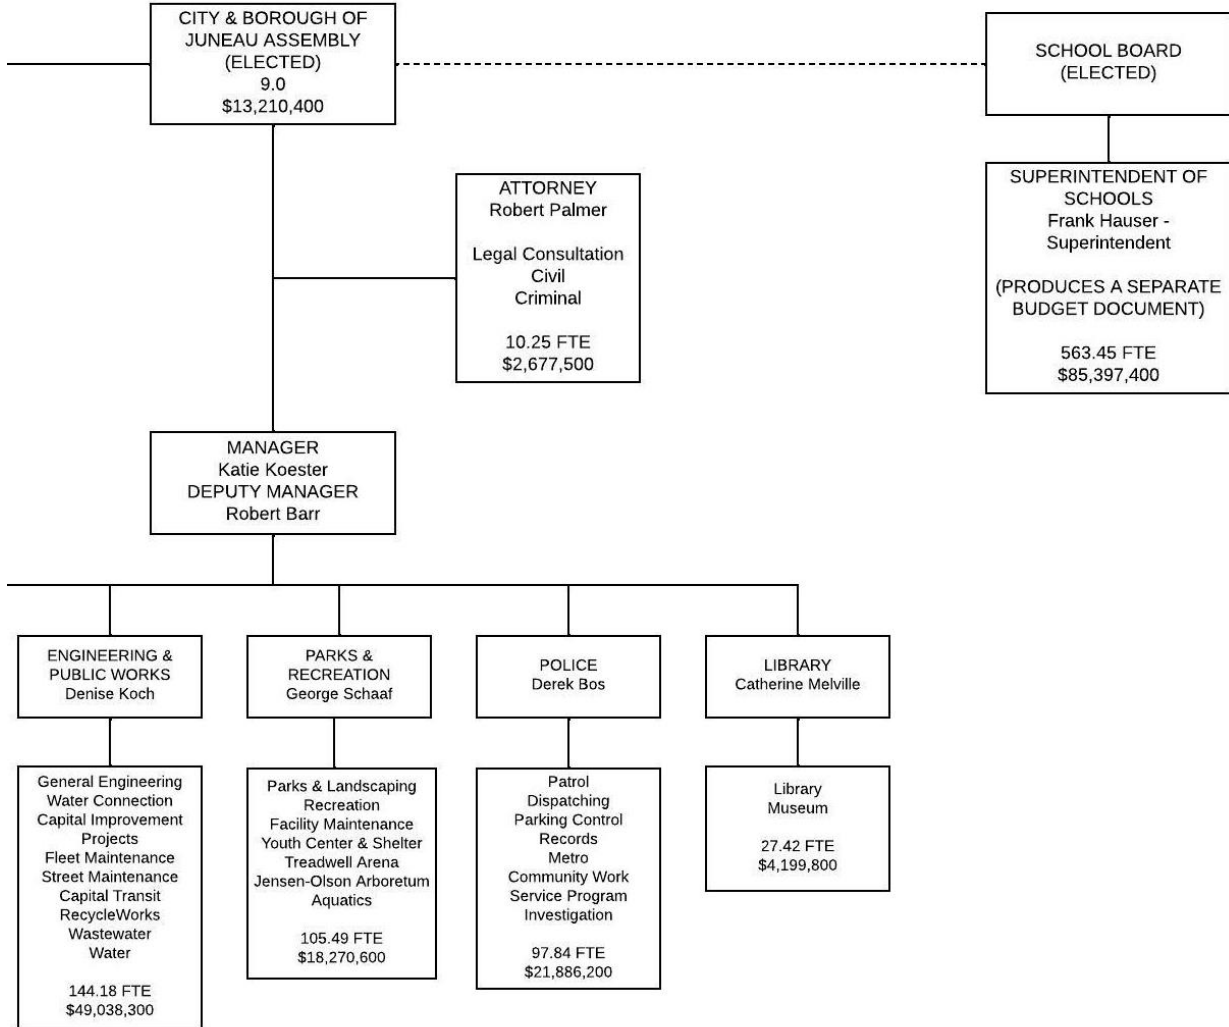 CITY & BOROUGH OF
JUNEAU ASSEMBLY
(ELECTED)
9.0
$13,210,400
SCHOOL BOARD
(ELECTED)
ATTORNEY
Robert Palmer
Legal Consultation
Civil
Criminal
10.25 FTE
$2,677,500
SUPERINTENDENT OF
SCHOOLS
Frank Hauser -
Superintendent
(PRODUCES A SEPARATE
BUDGET DOCUMENT)
563.45 FTE
$85,397,400
MANAGER
Katie Koester
DEPUTY MANAGER
Robert Barr
ENGINEERING &
PUBLIC WORKS
Denise Koch
PARKS &
RECREATION
George Schaaf
POLICE
Derek Bos
LIBRARY
Catherine Melville
General Engineering
Water Connection
Capital Improvement
Projects
Fleet Maintenance
Street Maintenance
Capital Transit
RecycleWorks
Wastewater
Water
144.18 FTE
$49,038,300
Parks & Landscaping
Recreation
Facility Maintenance
Youth Center & Shelter
Treadwell Arena
Jensen-Olson Arboretum
Aquatics
105.49 FTE
$18,270,600
Patrol
Dispatching
Parking Control
Records
Metro
Community Work
Service Program
Investigation
97.84 FTE
$21,886,200
Library
Museum
27.42 FTE
$4,199,800